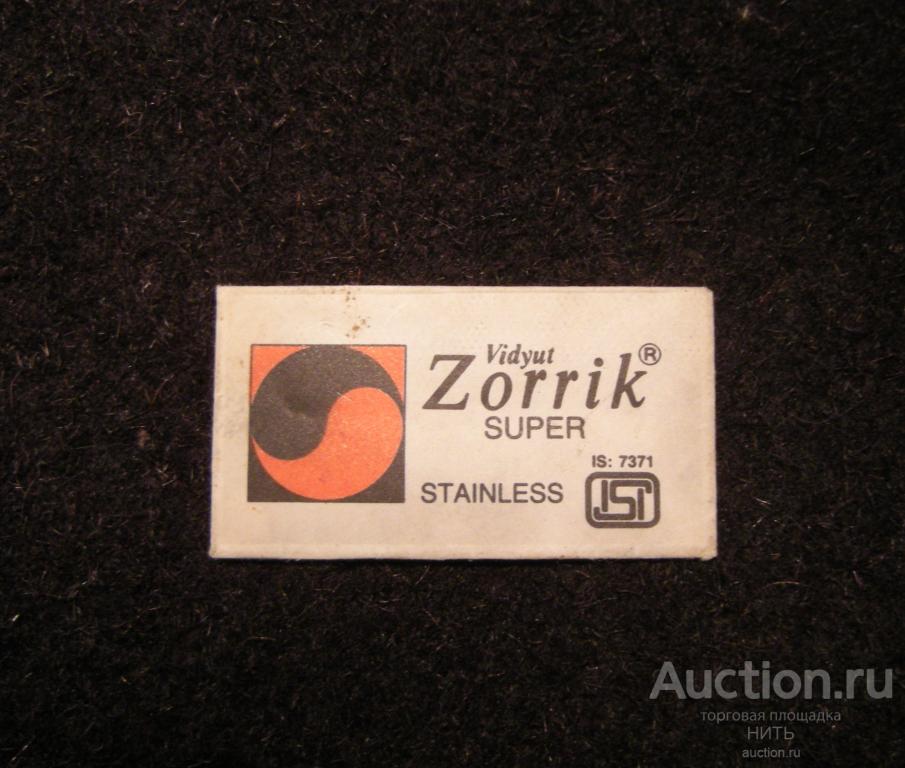 Vidyut
Zorrik®
SUPER
IS: 7371
STAINLESS
ISI
Auction.ru
торговая площадка
НИТЬ
auction.ru